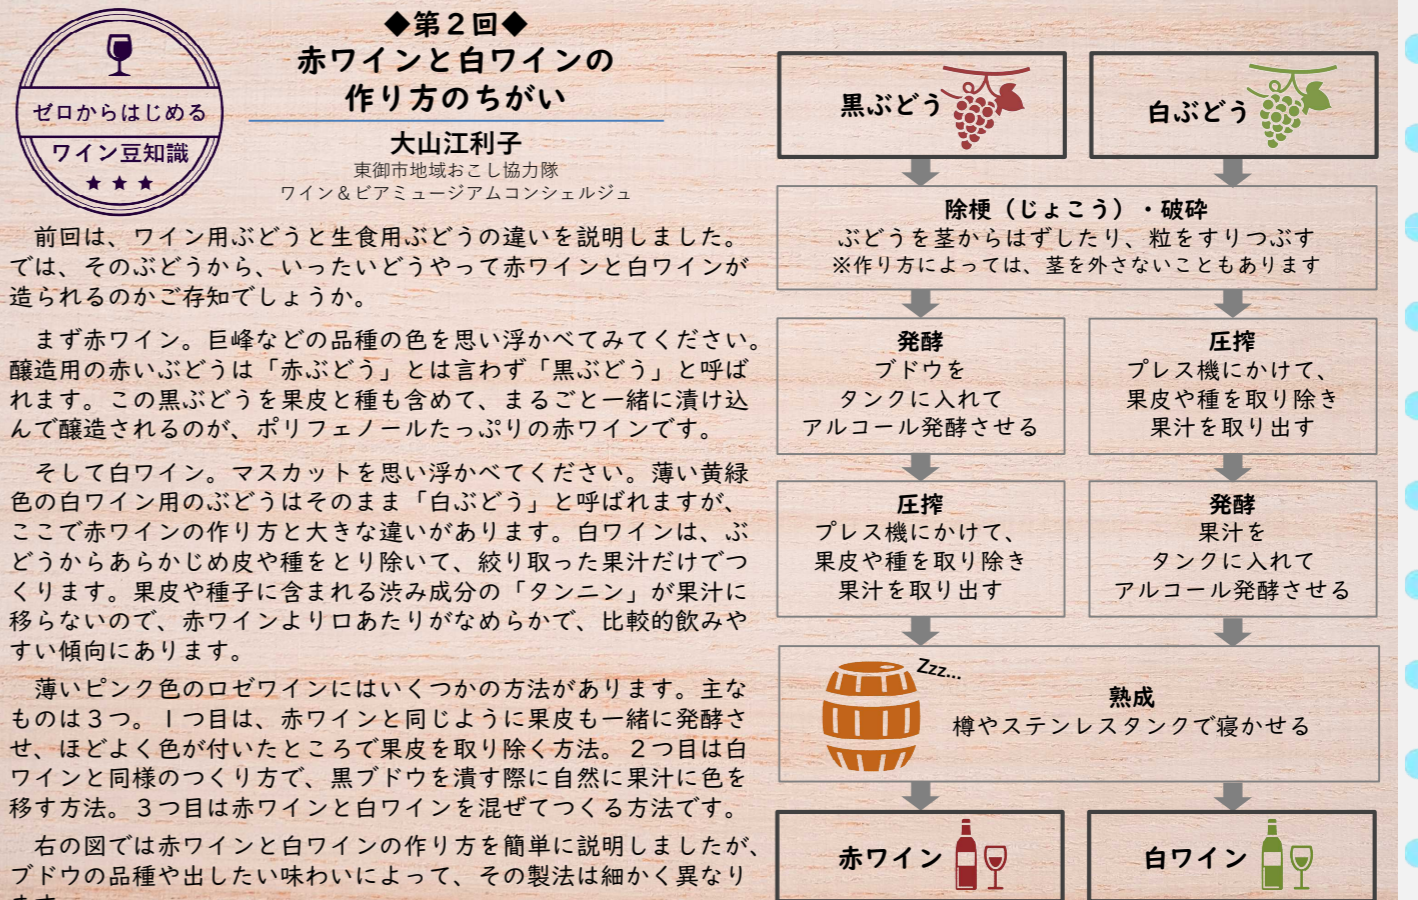 ゼロからはじめる
ワイン豆知識
◆第２回◆
赤ワインと白ワインの
作り方のちがい
大山江利子
東御市地域おこし協力隊
ワイン＆ビアミュージアムコンシェルジュ
前回は、ワイン用ぶどうと生食用ぶどうの違いを説明しました。
では、そのぶどうから、いったいどうやって赤ワインと白ワインが
造られるのかご存知でしょうか。
まず赤ワイン。巨峰などの品種の色を思い浮かべてみてください。
醸造用の赤いぶどうは「赤ぶどう」とは言わず「黒ぶどう」と呼ば
れます。この黒ぶどうを果皮と種も含めて、まるごと一緒に漬け込
んで醸造されるのが、ポリフェノールたっぷりの赤ワインです。
そして白ワイン。マスカットを思い浮かべてください。薄い黄緑
色の白ワイン用のぶどうはそのまま「白ぶどう」と呼ばれますが、
ここで赤ワインの作り方と大きな違いがあります。白ワインは、ぶ
どうからあらかじめ皮や種をとり除いて、絞り取った果汁だけでつ
くります。果皮や種子に含まれる渋み成分の「タンニン」が果汁に
移らないので、赤ワインより口あたりがなめらかで、比較的飲みや
すい傾向にあります。
薄いピンク色のロゼワインにはいくつかの方法があります。主な
ものは３つ。１つ目は、赤ワインと同じように果皮も一緒に発酵さ
せ、ほどよく色が付いたところで果皮を取り除く方法。２つ目は白
ワインと同様のつくり方で、黒ブドウを潰す際に自然に果汁に色を
移す方法。３つ目は赤ワインと白ワインを混ぜてつくる方法です。
右の図では赤ワインと白ワインの作り方を簡単に説明しましたが、
ブドウの品種や出したい味わいによって、その製法は細かく異なり
黒ぶどう
白ぶどう
除梗（じょこう）・破砕
ぶどうを茎からはずしたり、粒をすりつぶす
※作り方によっては、茎を外さないこともあります
発酵
ブドウを
タンクに入れて
アルコール発酵させる
圧搾
プレス機にかけて、
果皮や種を取り除き
果汁を取り出す
圧搾
プレス機にかけて、
果皮や種を取り除き
果汁を取り出す
発酵
果汁を
タンクに入れて
アルコール発酵させる
Zzz...
熟成
樽やステンレスタンクで寝かせる
赤ワイン
白ワイン